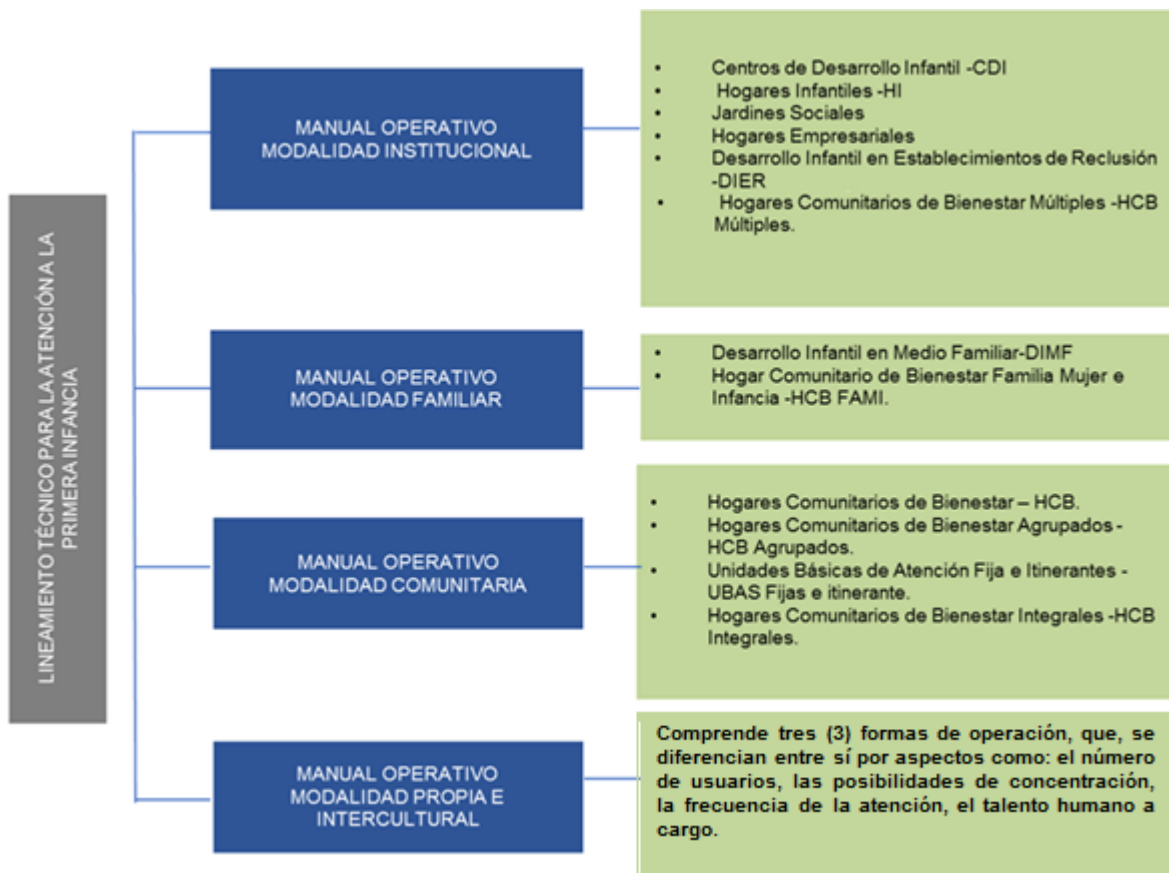 LINEAMIENTO TÉCNICO PARA LA ATENCIÓN A LA
PRIMERA INFANCIA
MANUAL OPERATIVO
MODALIDAD INSTITUCIONAL
• Centros de Desarrollo Infantil -CDI
• Hogares Infantiles -HI
• Jardines Sociales
• Hogares Empresariales
• Desarrollo Infantil en Establecimientos de Reclusión
-DIER
• Hogares Comunitarios de Bienestar Múltiples -HCB
Múltiples.
MANUAL OPERATIVO
MODALIDAD FAMILIAR
• Desarrollo Infantil en Medio Familiar-DIMF
• Hogar Comunitario de Bienestar Familia Mujer e
Infancia -HCB FAMI.
MANUAL OPERATIVO
MODALIDAD COMUNITARIA
• Hogares Comunitarios de Bienestar – HCB.
• Hogares Comunitarios de Bienestar Agrupados -
HCB Agrupados.
• Unidades Básicas de Atención Fija e Itinerantes -
UBAS Fijas e itinerante.
• Hogares Comunitarios de Bienestar Integrales -HCB
Integrales.
MANUAL OPERATIVO
MODALIDAD PROPIA E
INTERCULTURAL
Comprende tres (3) formas de operación, que, se
diferencian entre sí por aspectos como: el número
de usuarios, las posibilidades de concentración,
la frecuencia de la atención, el talento humano a
cargo.